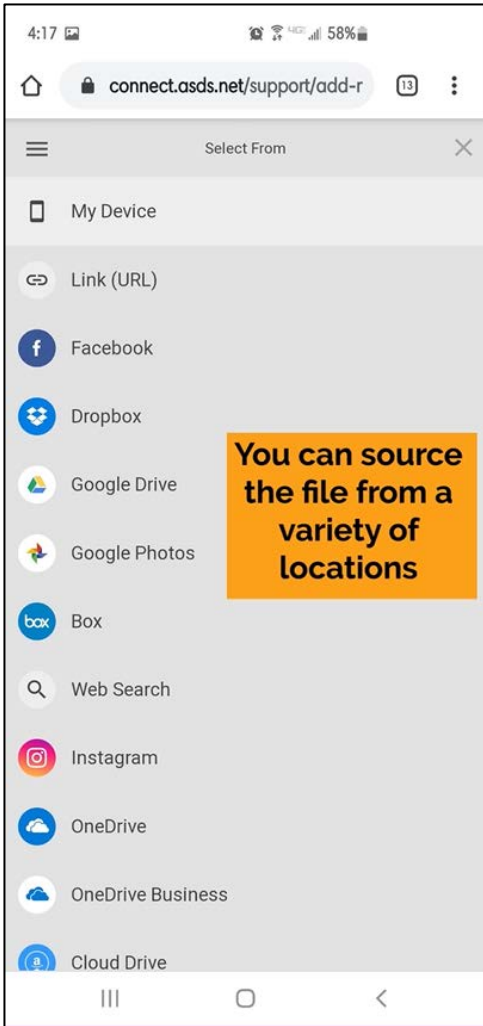 4:17 58%
connect.asds.net/support/add-r 13
Select From
My Device
Link (URL)
f Facebook
Dropbox
Google Drive
Google Photos
box Box
Web Search
Instagram
OneDrive
OneDrive Business
a Cloud Drive
You can source
the file from a
variety of
locations